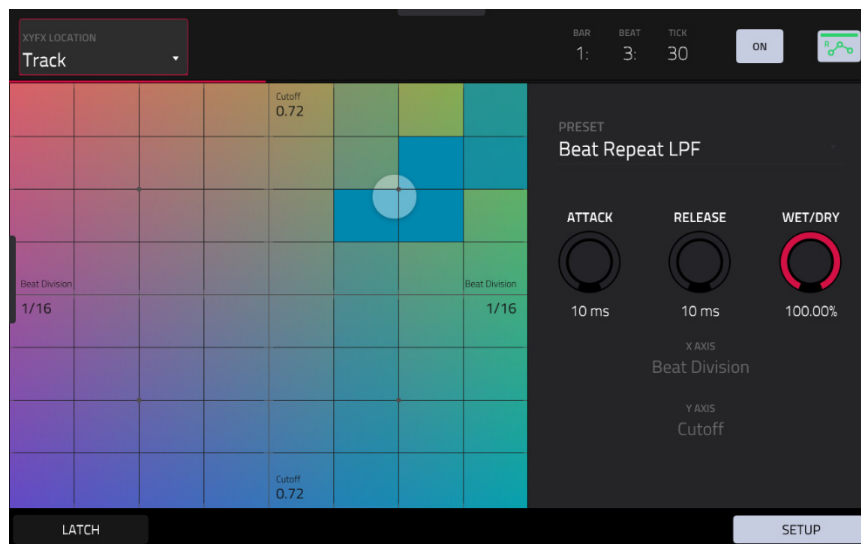 XYFX LOCATION
Track
BAR BEAT TICK
1: 3: 30
ON
R
Cutoff
0.72
PRESET
Beat Repeat LPF
ATTACK RELEASE WET/DRY
10 ms 10 ms 100.00%
Beat Division Beat Division
1/16 1/16
X AXIS
Beat Division
Y AXIS
Cutoff
Cutoff
0.72
LATCH
SETUP